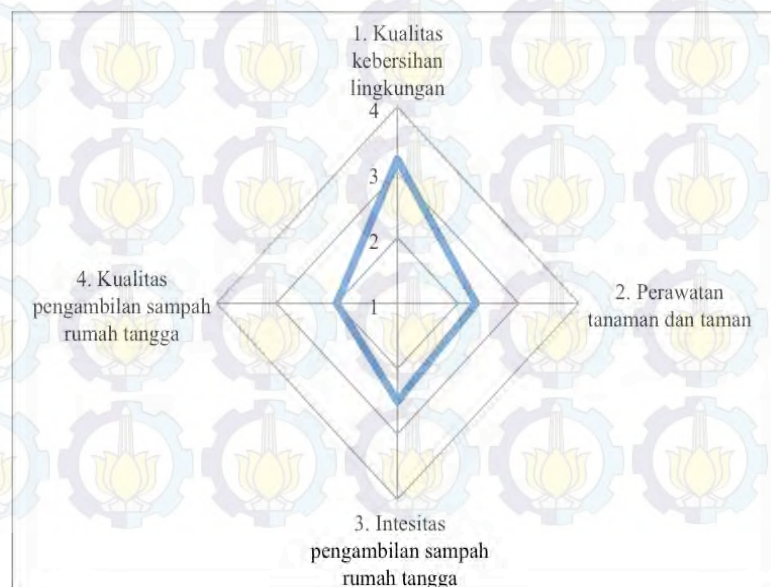 1. Kualitas
kebersihan
lingkungan
4
3
2
1
4. Kualitas
pengambilan sampah
rumah tangga
2. Perawatan
tanaman dan taman
3. Intesitas
pengambilan sampah
rumah tangga